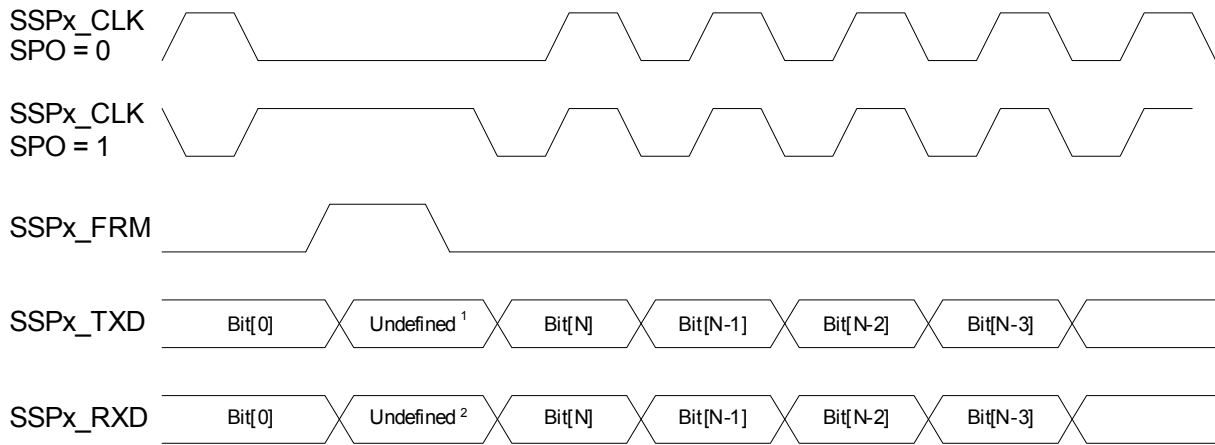 SSPx_CLK
SPO = 0
SSPx_CLK
SPO = 1
SSPx_FRM
SSPx_TXD Bit[0] Undefined 1 Bit[N] Bit[N-1] Bit[N-2] Bit[N-3]
SSPx_RXD Bit[0] Undefined 2 Bit[N] Bit[N-1] Bit[N-2] Bit[N-3]